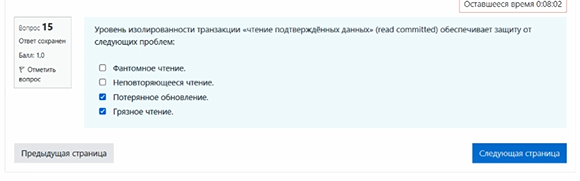 Оставшееся время 0:08:02
Вопрос 15
Ответ сохранен
Балл: 1,0
Отметить
вопрос
Уровень изолированности транзакции «чтение подтверждённых данных» (read committed) обеспечивает защиту от
следующих проблем:
Фантомное чтение.
Неповторяющееся чтение.
Потерянное обновление.
Грязное чтение.
Предыдущая страница
Следующая страница